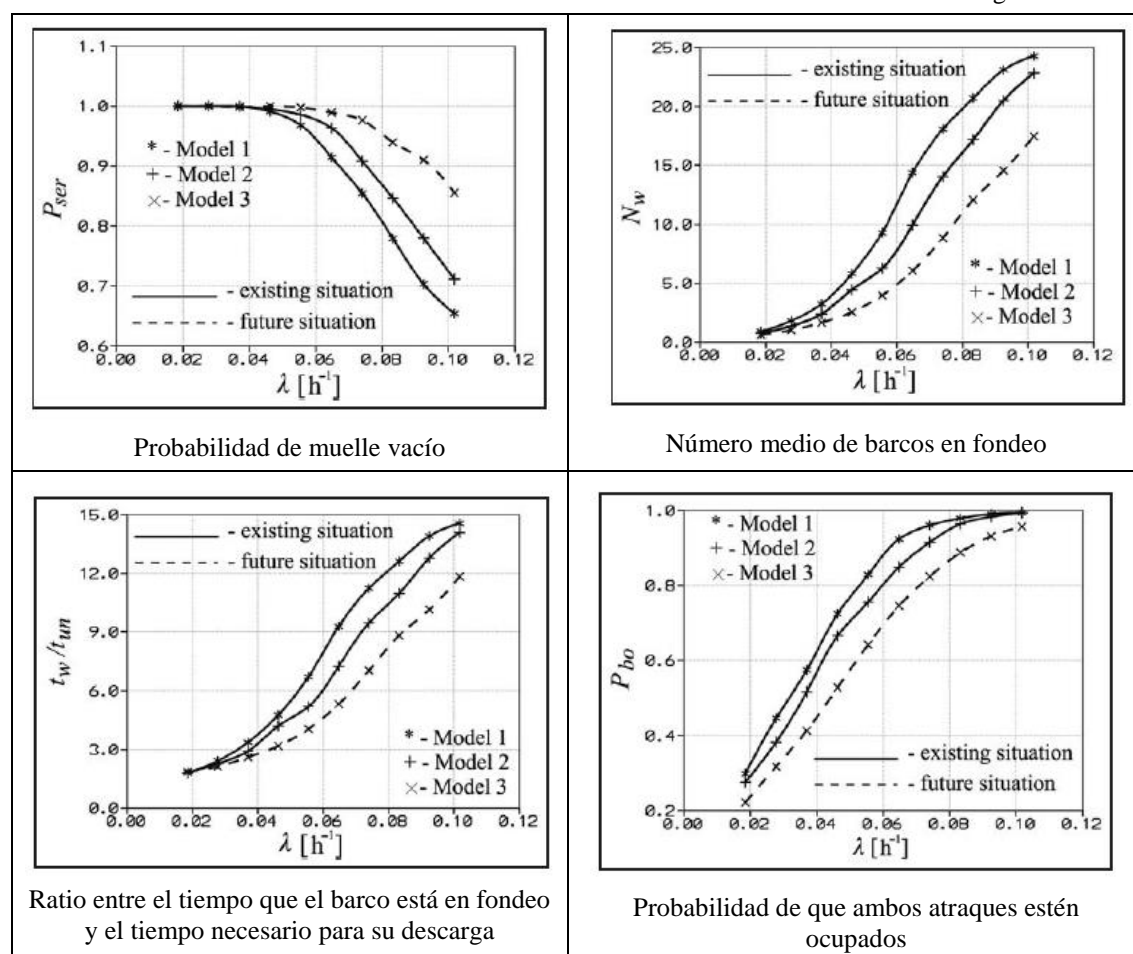 1.1
1.0
0.9
0.8
0.7
0.6
0.00 0.02 0.04 0.06 0.08 0.10 0.12
P_ser
λ [h⁻¹]
* - Model 1
+ - Model 2
×- Model 3
- existing situation
- future situation
Probabilidad de muelle vacío
25.0
20.0
15.0
10.0
5.0
0.0
0.00 0.02 0.04 0.06 0.08 0.10 0.12
N_w
λ [h⁻¹]
- existing situation
- future situation
* - Model 1
+ - Model 2
×- Model 3
Número medio de barcos en fondeo
15.0
12.0
9.0
6.0
3.0
0.0
0.00 0.02 0.04 0.06 0.08 0.10 0.12
t_w/t_un
λ [h⁻¹]
- existing situation
- future situation
* - Model 1
+ - Model 2
×- Model 3
Ratio entre el tiempo que el barco está en fondeo
y el tiempo necesario para su descarga
1.0
0.8
0.6
0.4
0.2
0.00 0.02 0.04 0.06 0.08 0.10 0.12
P_bo
λ [h⁻¹]
* - Model 1
+ - Model 2
×- Model 3
- existing situation
- future situation
Probabilidad de que ambos atraques estén
ocupados